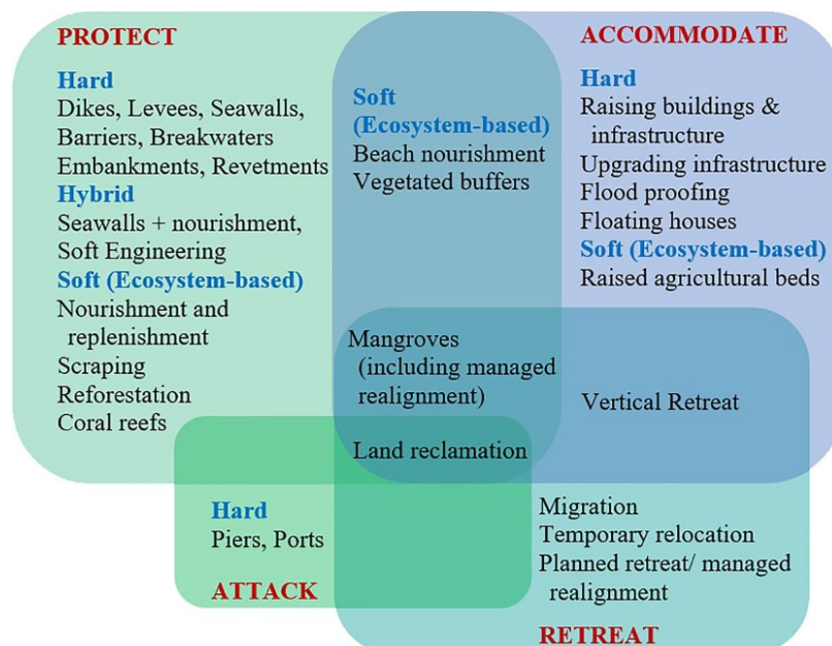 PROTECT
Hard
Dikes, Levees, Seawalls,
Barriers, Breakwaters
Embankments, Revetments
Hybrid
Seawalls + nourishment,
Soft Engineering
Soft (Ecosystem-based)
Nourishment and
replenishment
Scraping
Reforestation
Coral reefs
Soft
(Ecosystem-based)
Beach nourishment
Vegetated buffers
ACCOMMODATE
Hard
Raising buildings &
infrastructure
Upgrading infrastructure
Flood proofing
Floating houses
Soft (Ecosystem-based)
Raised agricultural beds
Mangroves
(including managed
realignment)
Vertical Retreat
Land reclamation
Hard
Piers, Ports
ATTACK
Migration
Temporary relocation
Planned retreat/ managed
realignment
RETREAT